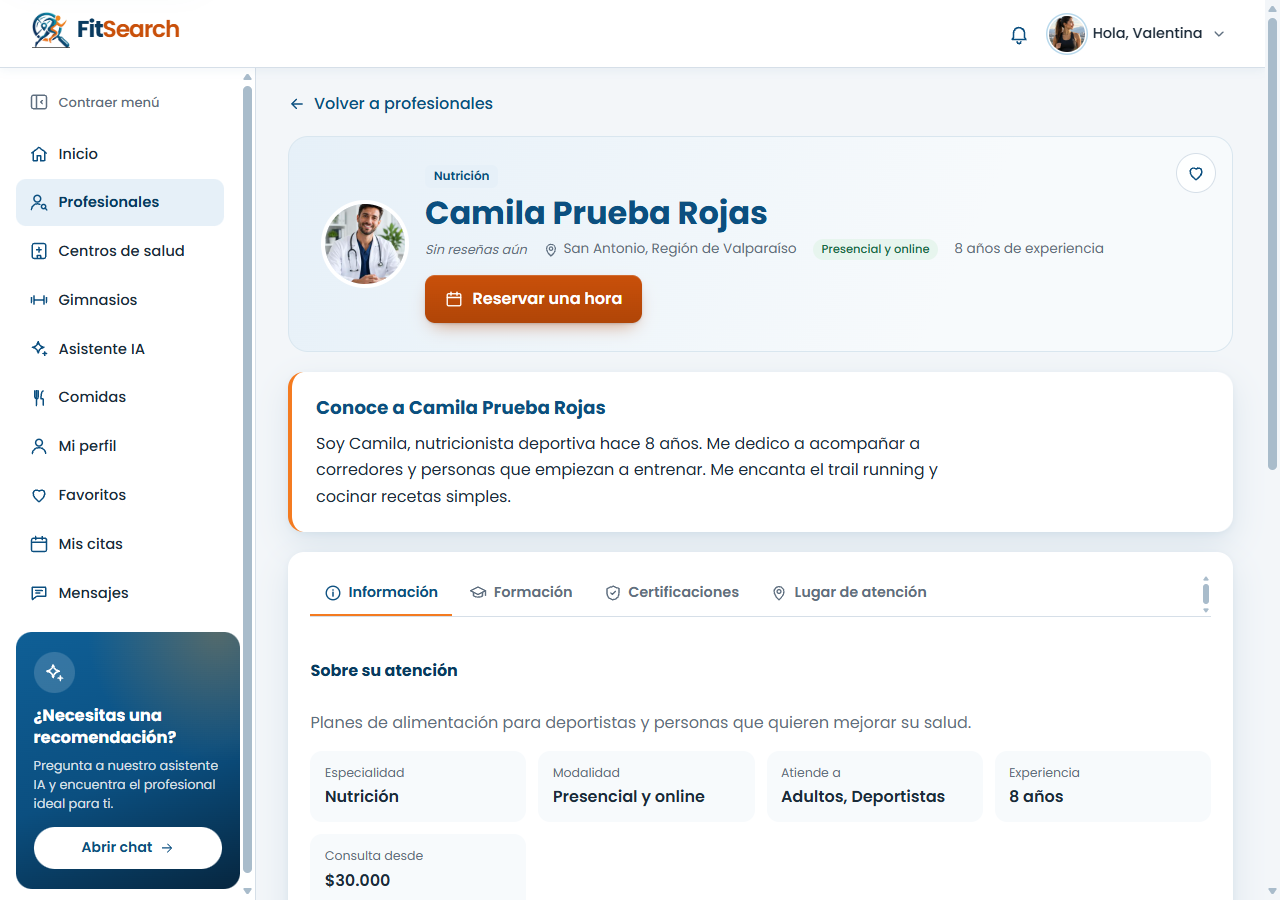 FitSearch
Hola, Valentina
Contraer menú
Inicio
Profesionales
Centros de salud
Gimnasios
Asistente IA
Comidas
Mi perfil
Favoritos
Mis citas
Mensajes
¿Necesitas una
recomendación?
Pregunta a nuestro asistente
IA y encuentra el profesional
ideal para ti.
Abrir chat →
← Volver a profesionales
Nutrición
Camila Prueba Rojas
Sin reseñas aún San Antonio, Región de Valparaíso Presencial y online 8 años de experiencia
Reservar una hora
Conoce a Camila Prueba Rojas
Soy Camila, nutricionista deportiva hace 8 años. Me dedico a acompañar a
corredores y personas que empiezan a entrenar. Me encanta el trail running y
cocinar recetas simples.
Información Formación Certificaciones Lugar de atención
Sobre su atención
Planes de alimentación para deportistas y personas que quieren mejorar su salud.
Especialidad
Nutrición
Modalidad
Presencial y online
Atiende a
Adultos, Deportistas
Experiencia
8 años
Consulta desde
$30.000